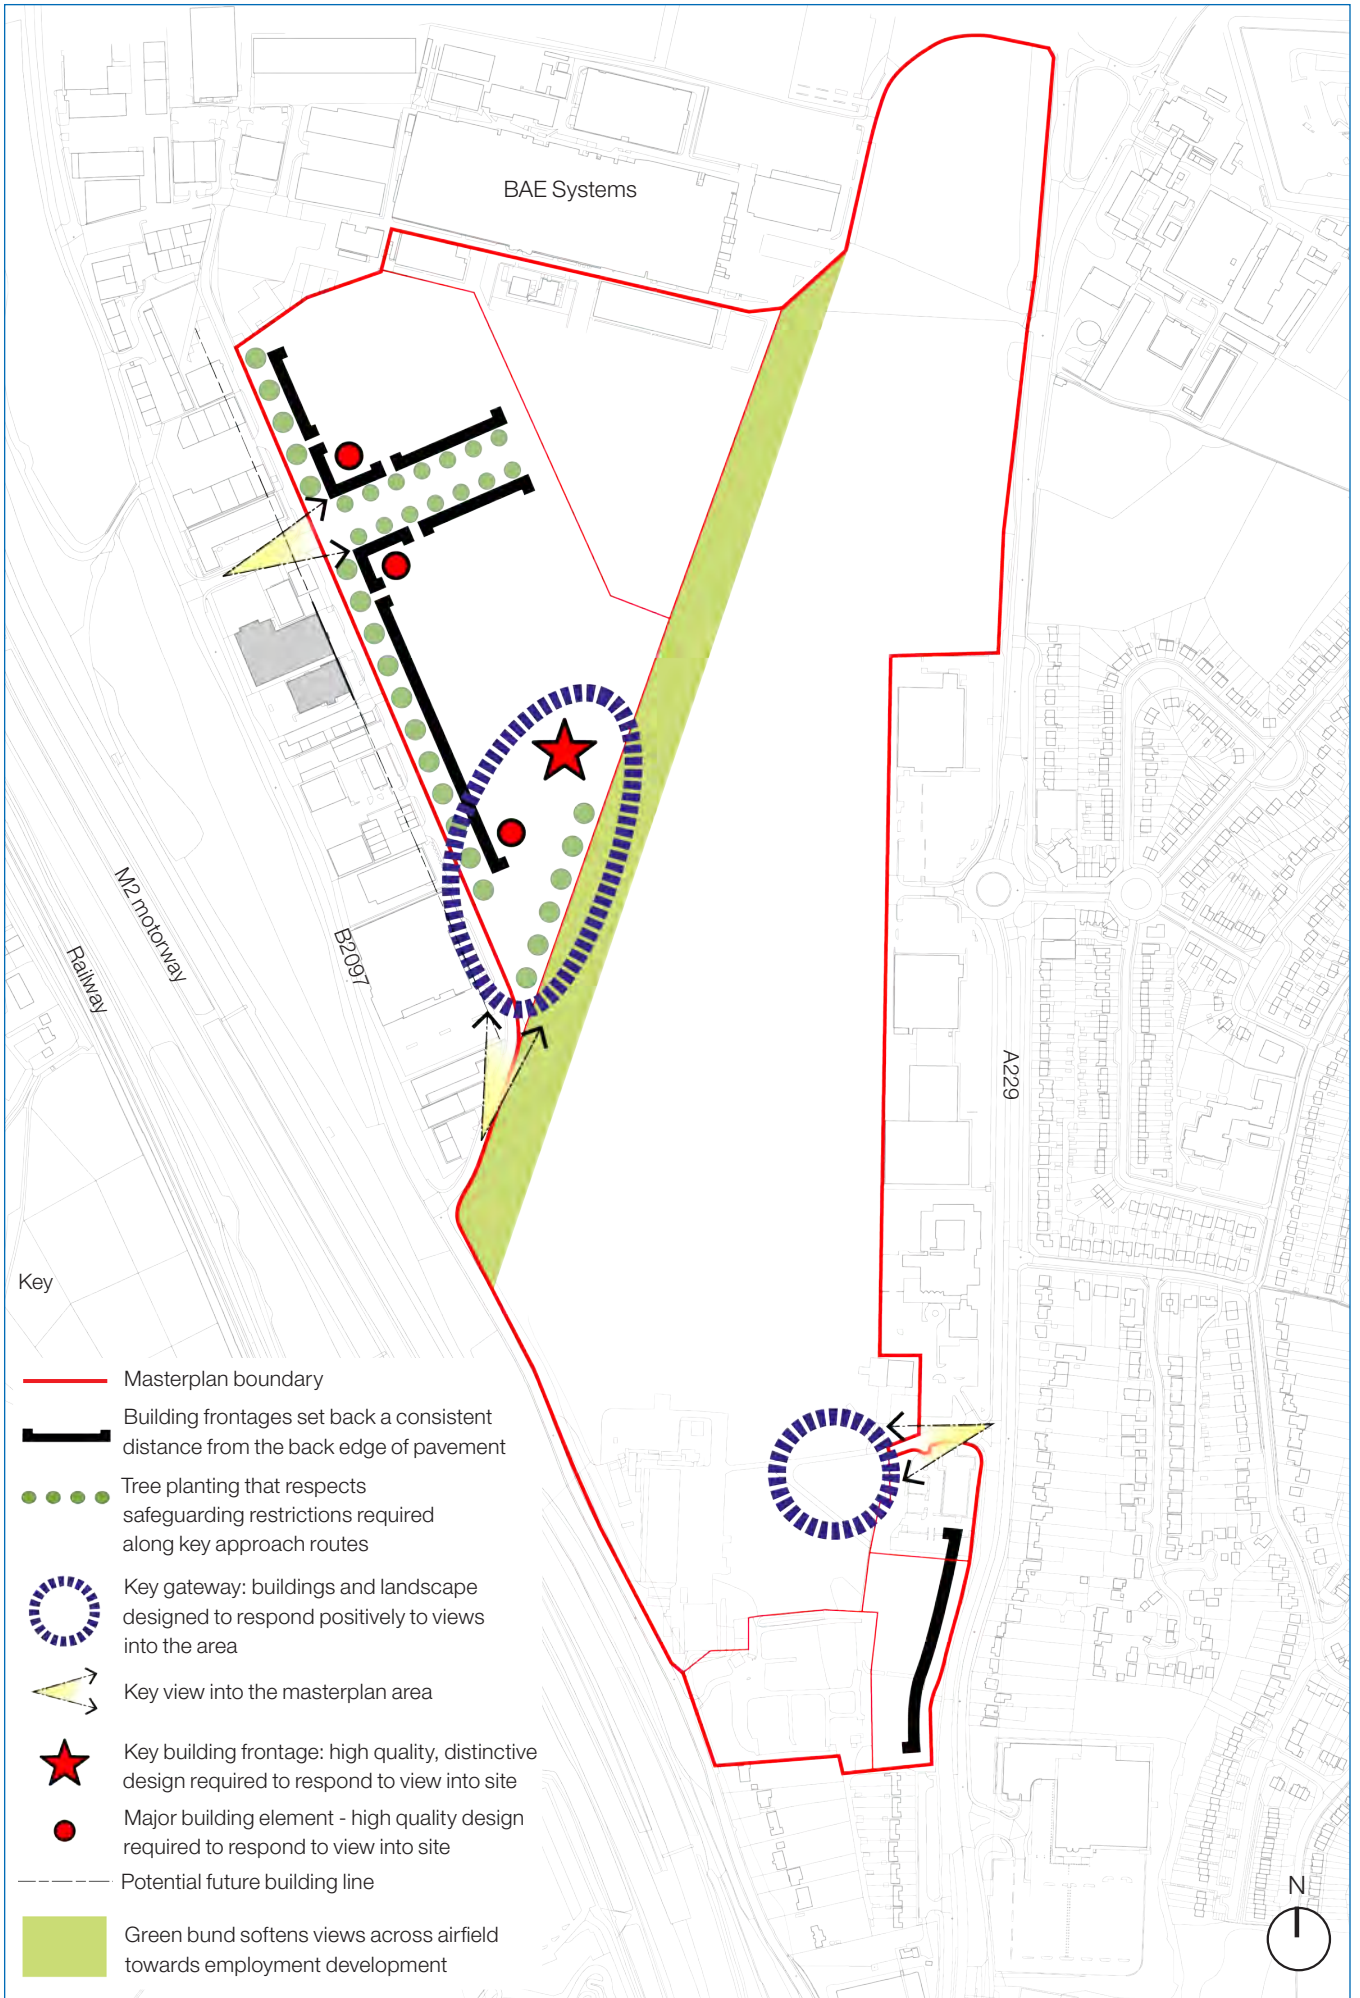 BAE Systems
M2 motorway
Railway
B2097
A229
Key
Masterplan boundary
Building frontages set back a consistent
distance from the back edge of pavement
Tree planting that respects
safeguarding restrictions required
along key approach routes
Key gateway: buildings and landscape
designed to respond positively to views
into the area
Key view into the masterplan area
Key building frontage: high quality, distinctive
design required to respond to view into site
Major building element - high quality design
required to respond to view into site
Potential future building line
Green bund softens views across airfield
towards employment development
N